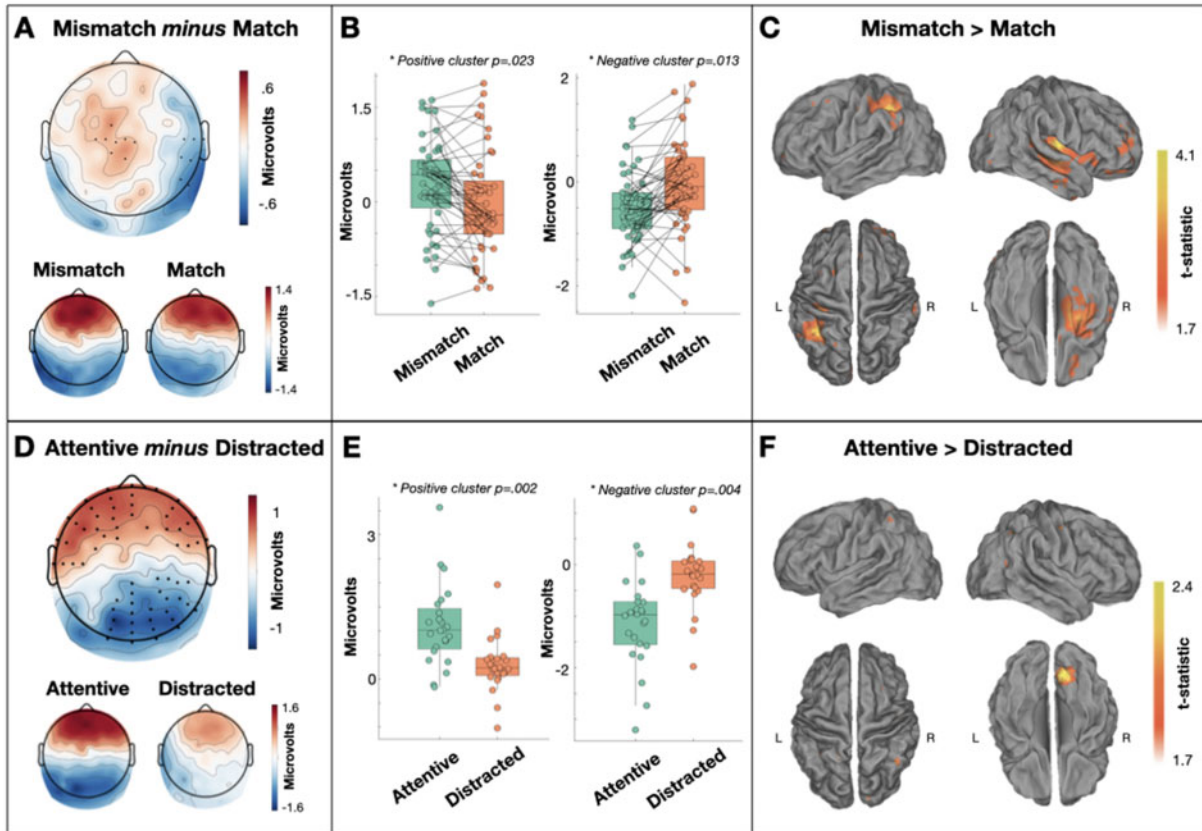 A
Mismatch minus Match
.6
Microvolts
-.6
Mismatch
Match
1.4
Microvolts
-1.4
B
* Positive cluster p=.023
1.5
0
-1.5
Microvolts
Mismatch
Match
* Negative cluster p=.013
2
0
-2
Microvolts
Mismatch
Match
C
Mismatch > Match
L
R
L
R
4.1
t-statistic
1.7
D
Attentive minus Distracted
1
Microvolts
-1
Attentive
Distracted
1.6
Microvolts
-1.6
E
* Positive cluster p=.002
3
0
Microvolts
Attentive
Distracted
* Negative cluster p=.004
0
-2
Microvolts
Attentive
Distracted
F
Attentive > Distracted
L
R
L
R
2.4
t-statistic
1.7